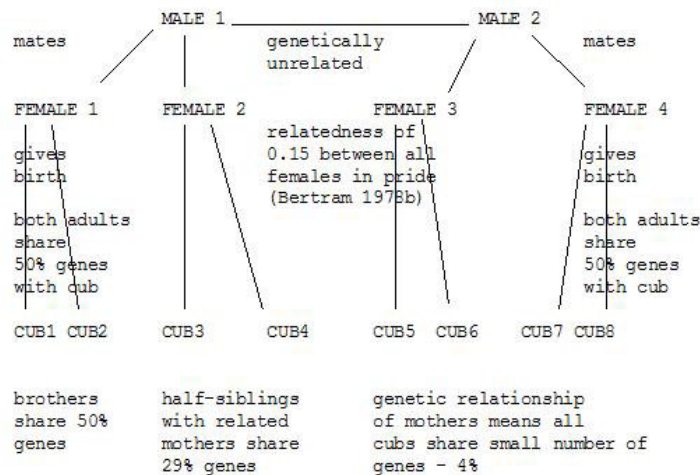 MALE 1 MALE 2
mates genetically mates
unrelated
FEMALE 1 FEMALE 2 FEMALE 3 FEMALE 4
relatedness of
gives 0.15 between all gives
birth females in pride birth
(Bertram 1978b)
both adults both adults
share share
50% genes 50% genes
with cub with cub
CUB1 CUB2 CUB3 CUB4 CUB5 CUB6 CUB7 CUB8
brothers half-siblings genetic relationship
share 50% with related of mothers means all
genes mothers share cubs share small number of
29% genes genes - 4%